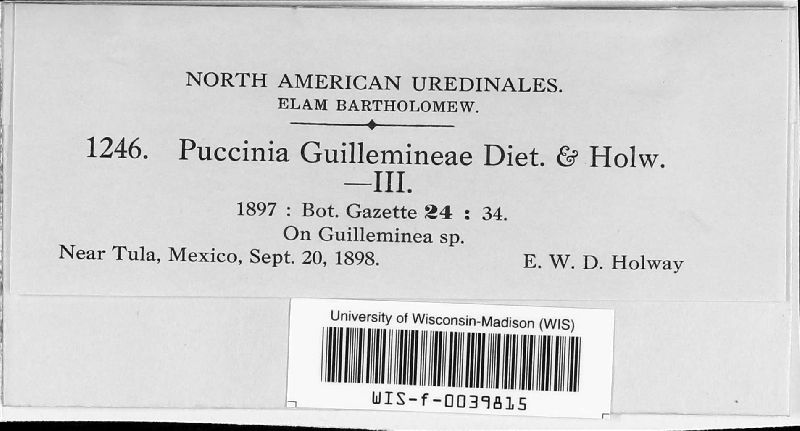 NORTH AMERICAN UREDINALES.
ELAM BARTHOLOMEW.
1246. Puccinia Guillemineae Diet. & Holw.
—III.
1897 : Bot. Gazette 24 : 34.
On Guilleminea sp.
Near Tula, Mexico, Sept. 20, 1898. E. W. D. Holway
University of Wisconsin-Madison (WIS)
WIS-f-0039815